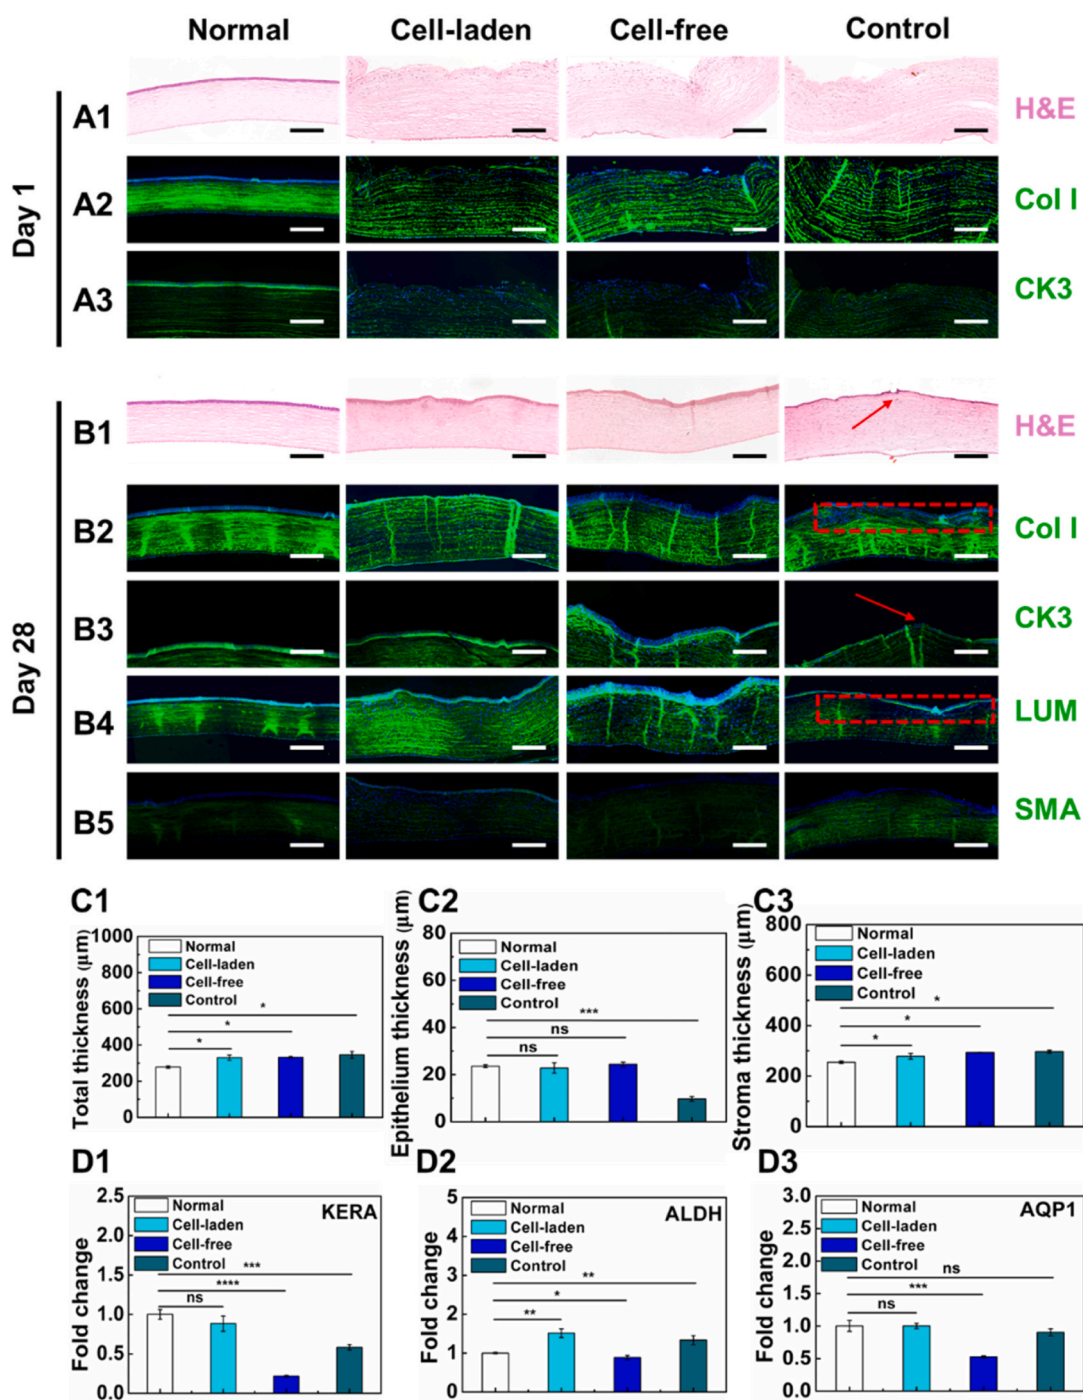 Normal Cell-laden Cell-free Control
Day 1
A1 H&E
A2 Col I
A3 CK3
Day 28
B1 H&E
B2 Col I
B3 CK3
B4 LUM
B5 SMA
C1
Total thickness (μm)
1000
800
600
400
200
0
Normal
Cell-laden
Cell-free
Control
*
*
*
C2
Epithelium thickness (μm)
80
60
40
20
0
Normal
Cell-laden
Cell-free
Control
***
ns
ns
C3
Stroma thickness (μm)
800
600
400
200
0
Normal
Cell-laden
Cell-free
Control
*
*
*
D1
Fold change
2.5
2.0
1.5
1.0
0.5
0.0
Normal
Cell-laden
Cell-free
Control
KERA
***
****
ns
D2
Fold change
5
4
3
2
1
0
Normal
Cell-laden
Cell-free
Control
ALDH
**
*
**
D3
Fold change
3.0
2.5
2.0
1.5
1.0
0.5
0.0
Normal
Cell-laden
Cell-free
Control
AQP1
ns
***
ns